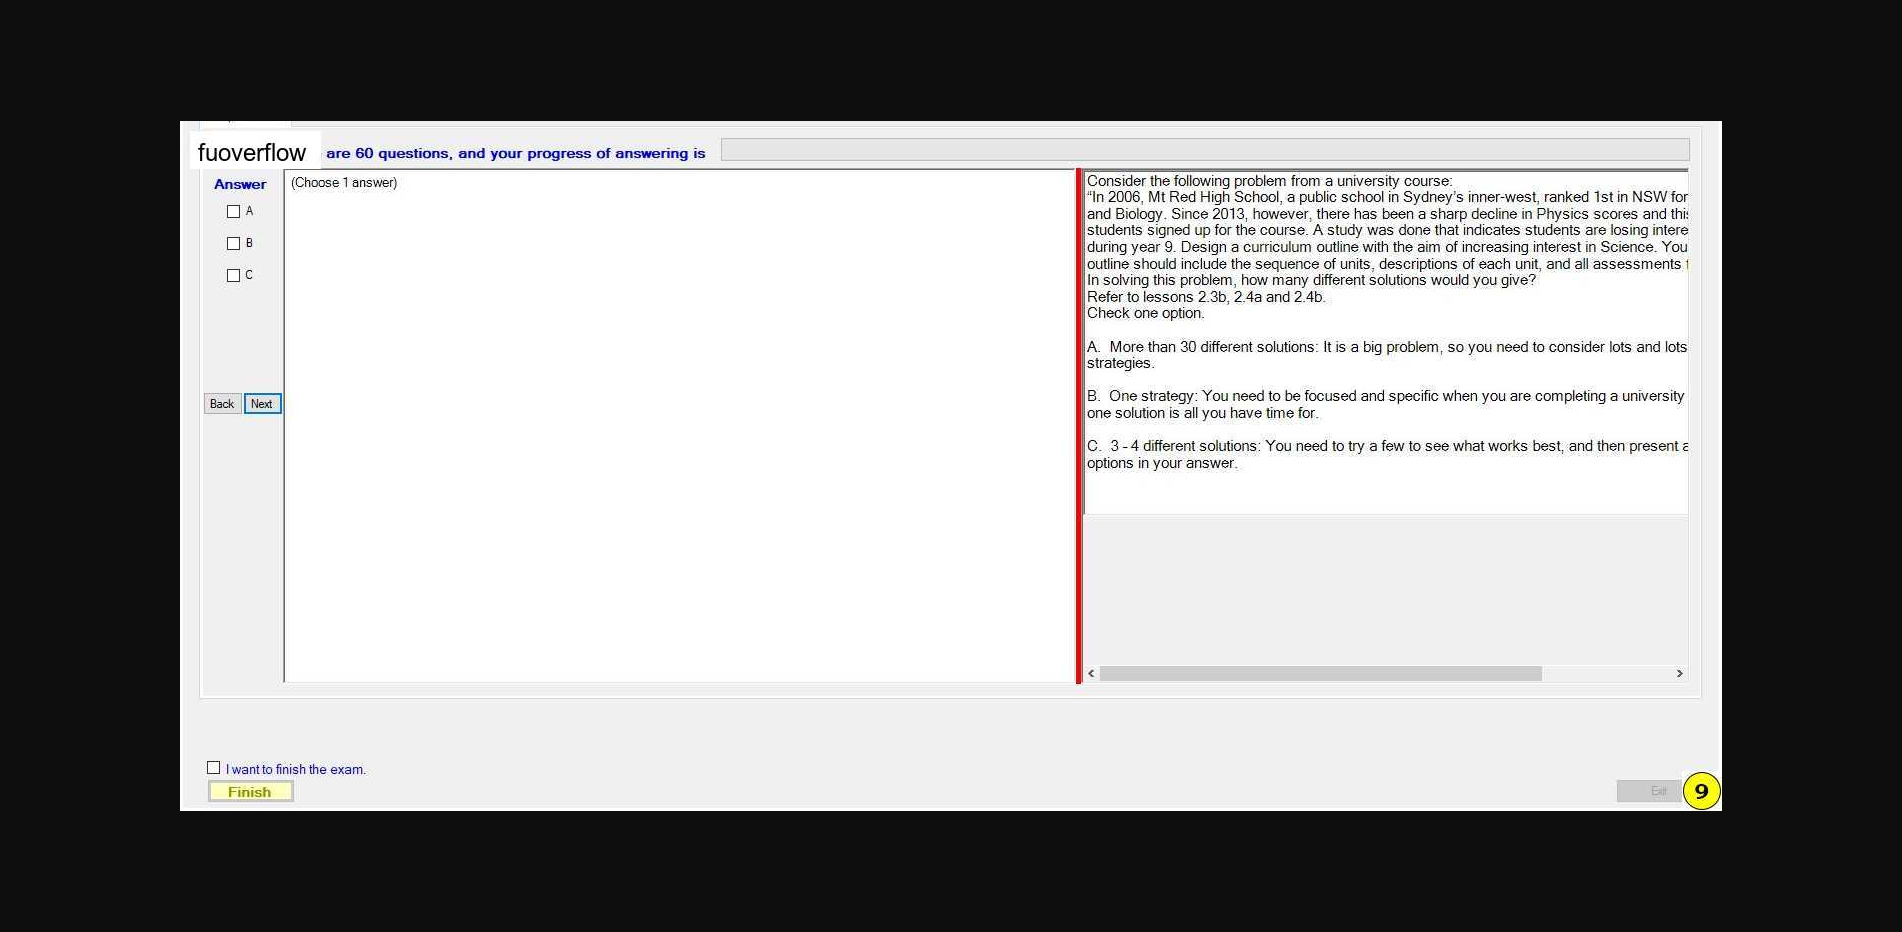 fuoverflow are 60 questions, and your progress of answering is
Answer
A
B
C
Back Next
(Choose 1 answer)
Consider the following problem from a university course:
“In 2006, Mt Red High School, a public school in Sydney’s inner-west, ranked 1st in NSW for
and Biology. Since 2013, however, there has been a sharp decline in Physics scores and this
students signed up for the course. A study was done that indicates students are losing intere
during year 9. Design a curriculum outline with the aim of increasing interest in Science. You
outline should include the sequence of units, descriptions of each unit, and all assessments
In solving this problem, how many different solutions would you give?
Refer to lessons 2.3b, 2.4a and 2.4b.
Check one option.
A. More than 30 different solutions: It is a big problem, so you need to consider lots and lots
strategies.
B. One strategy: You need to be focused and specific when you are completing a university
one solution is all you have time for.
C. 3 - 4 different solutions: You need to try a few to see what works best, and then present a
options in your answer.
I want to finish the exam.
Finish
Exit
9